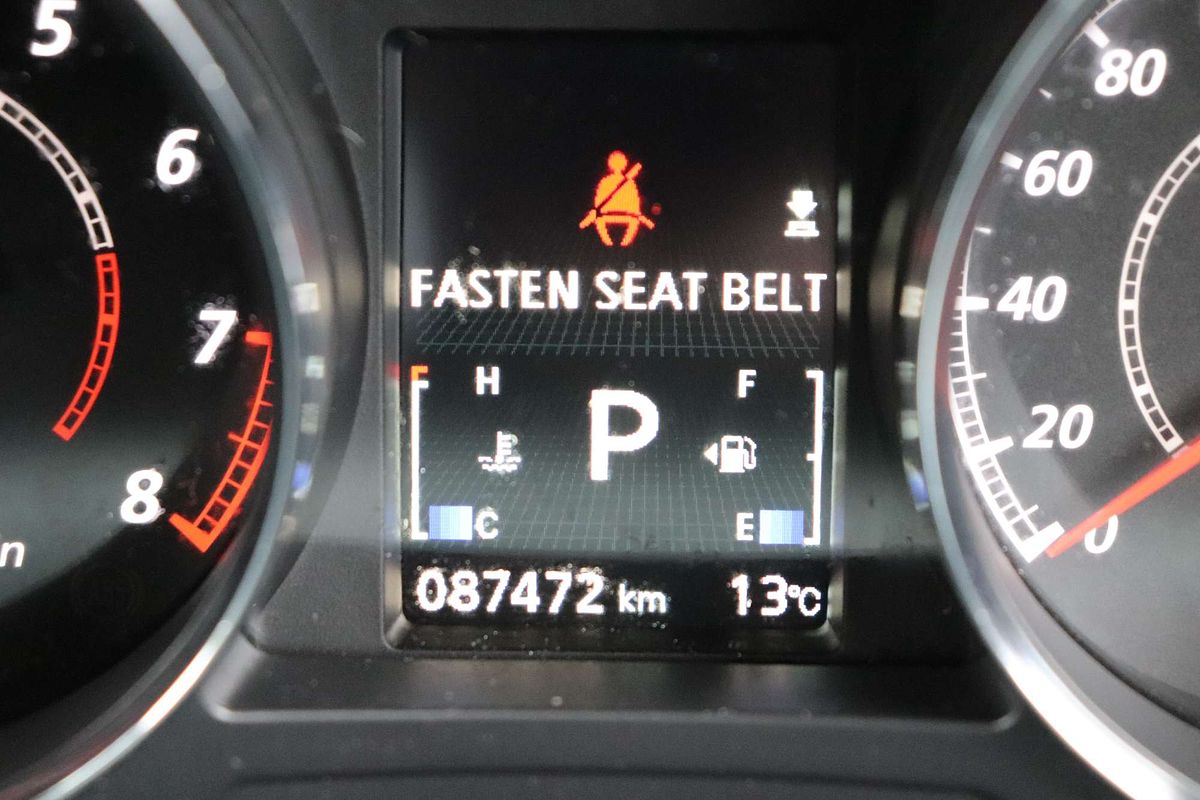 5
6
7
8
n
FASTEN SEAT BELT
H
P
F
C
E
087472 km
13°C
80
60
40
20
0